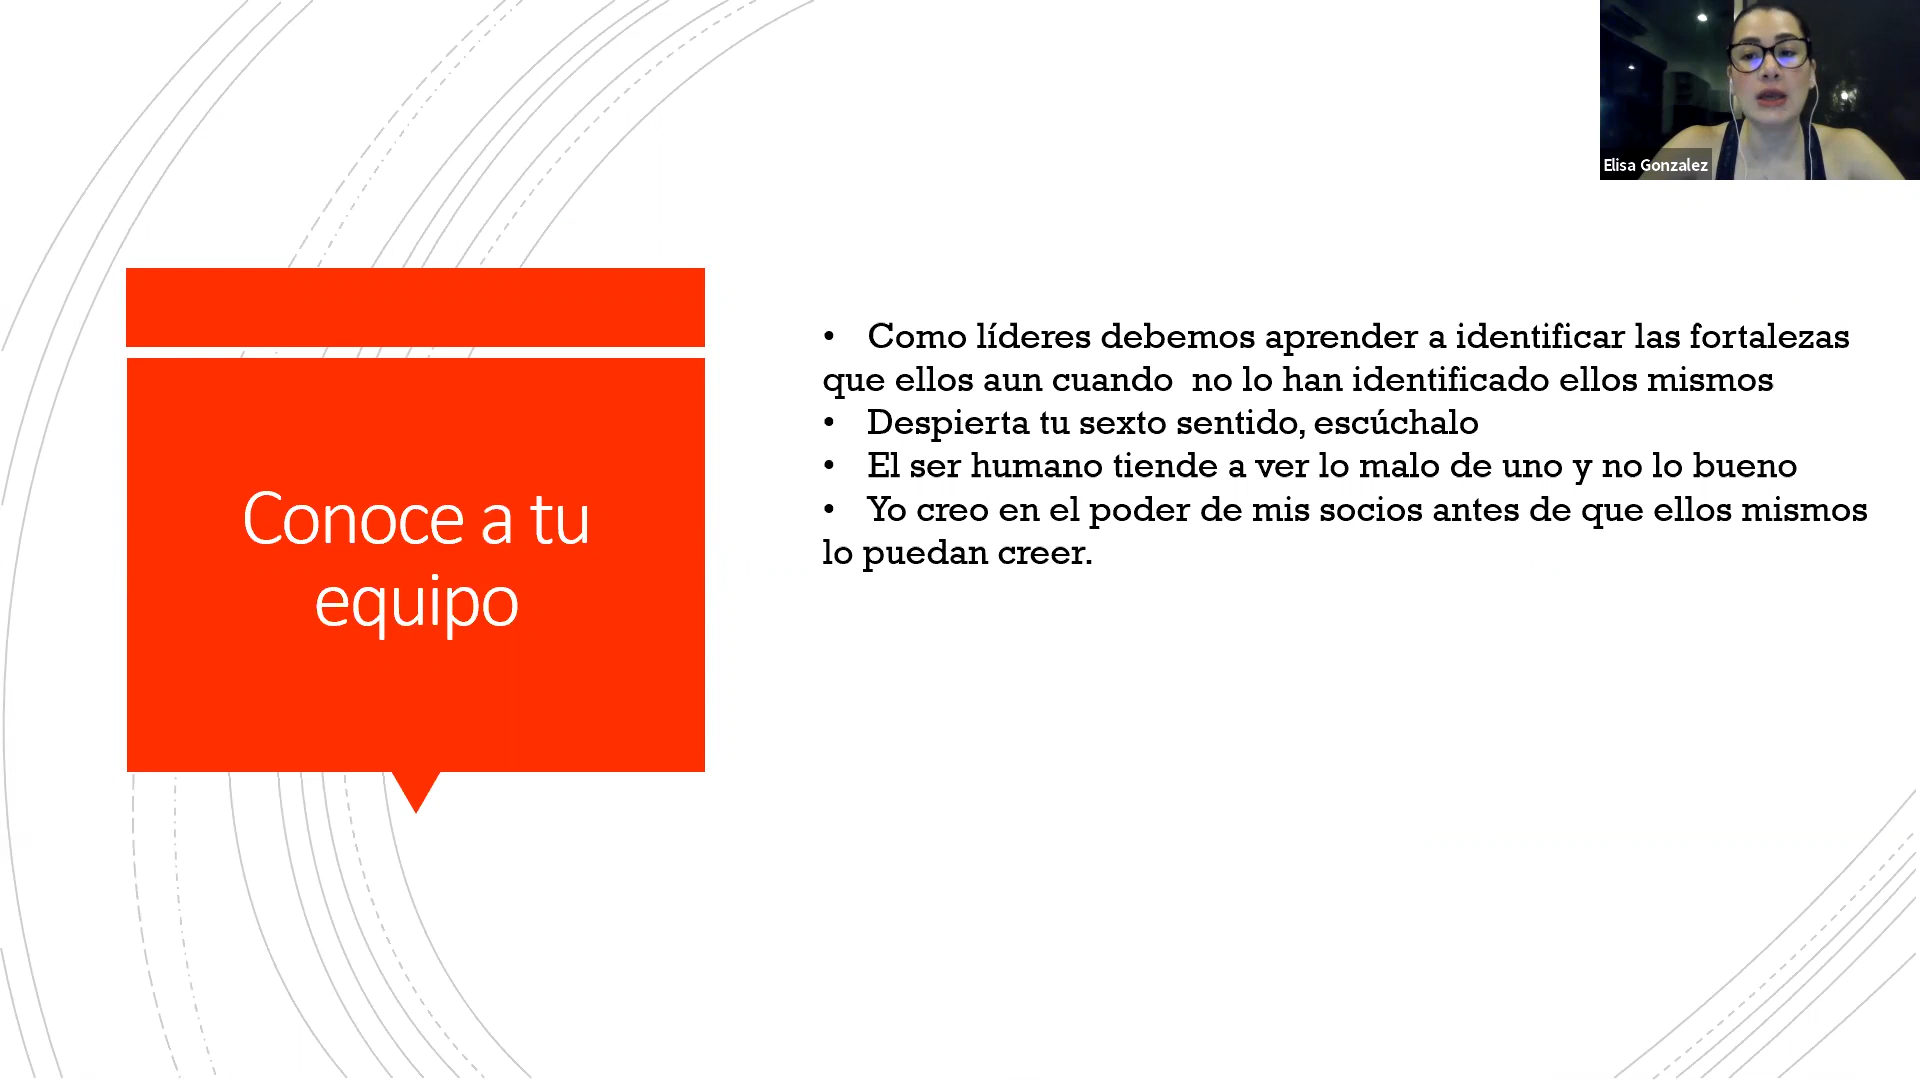 Elisa Gonzalez
Conoce a tu
equipo
• Como líderes debemos aprender a identificar las fortalezas
que ellos aun cuando  no lo han identificado ellos mismos
• Despierta tu sexto sentido, escúchalo
• El ser humano tiende a ver lo malo de uno y no lo bueno
• Yo creo en el poder de mis socios antes de que ellos mismos
lo puedan creer.